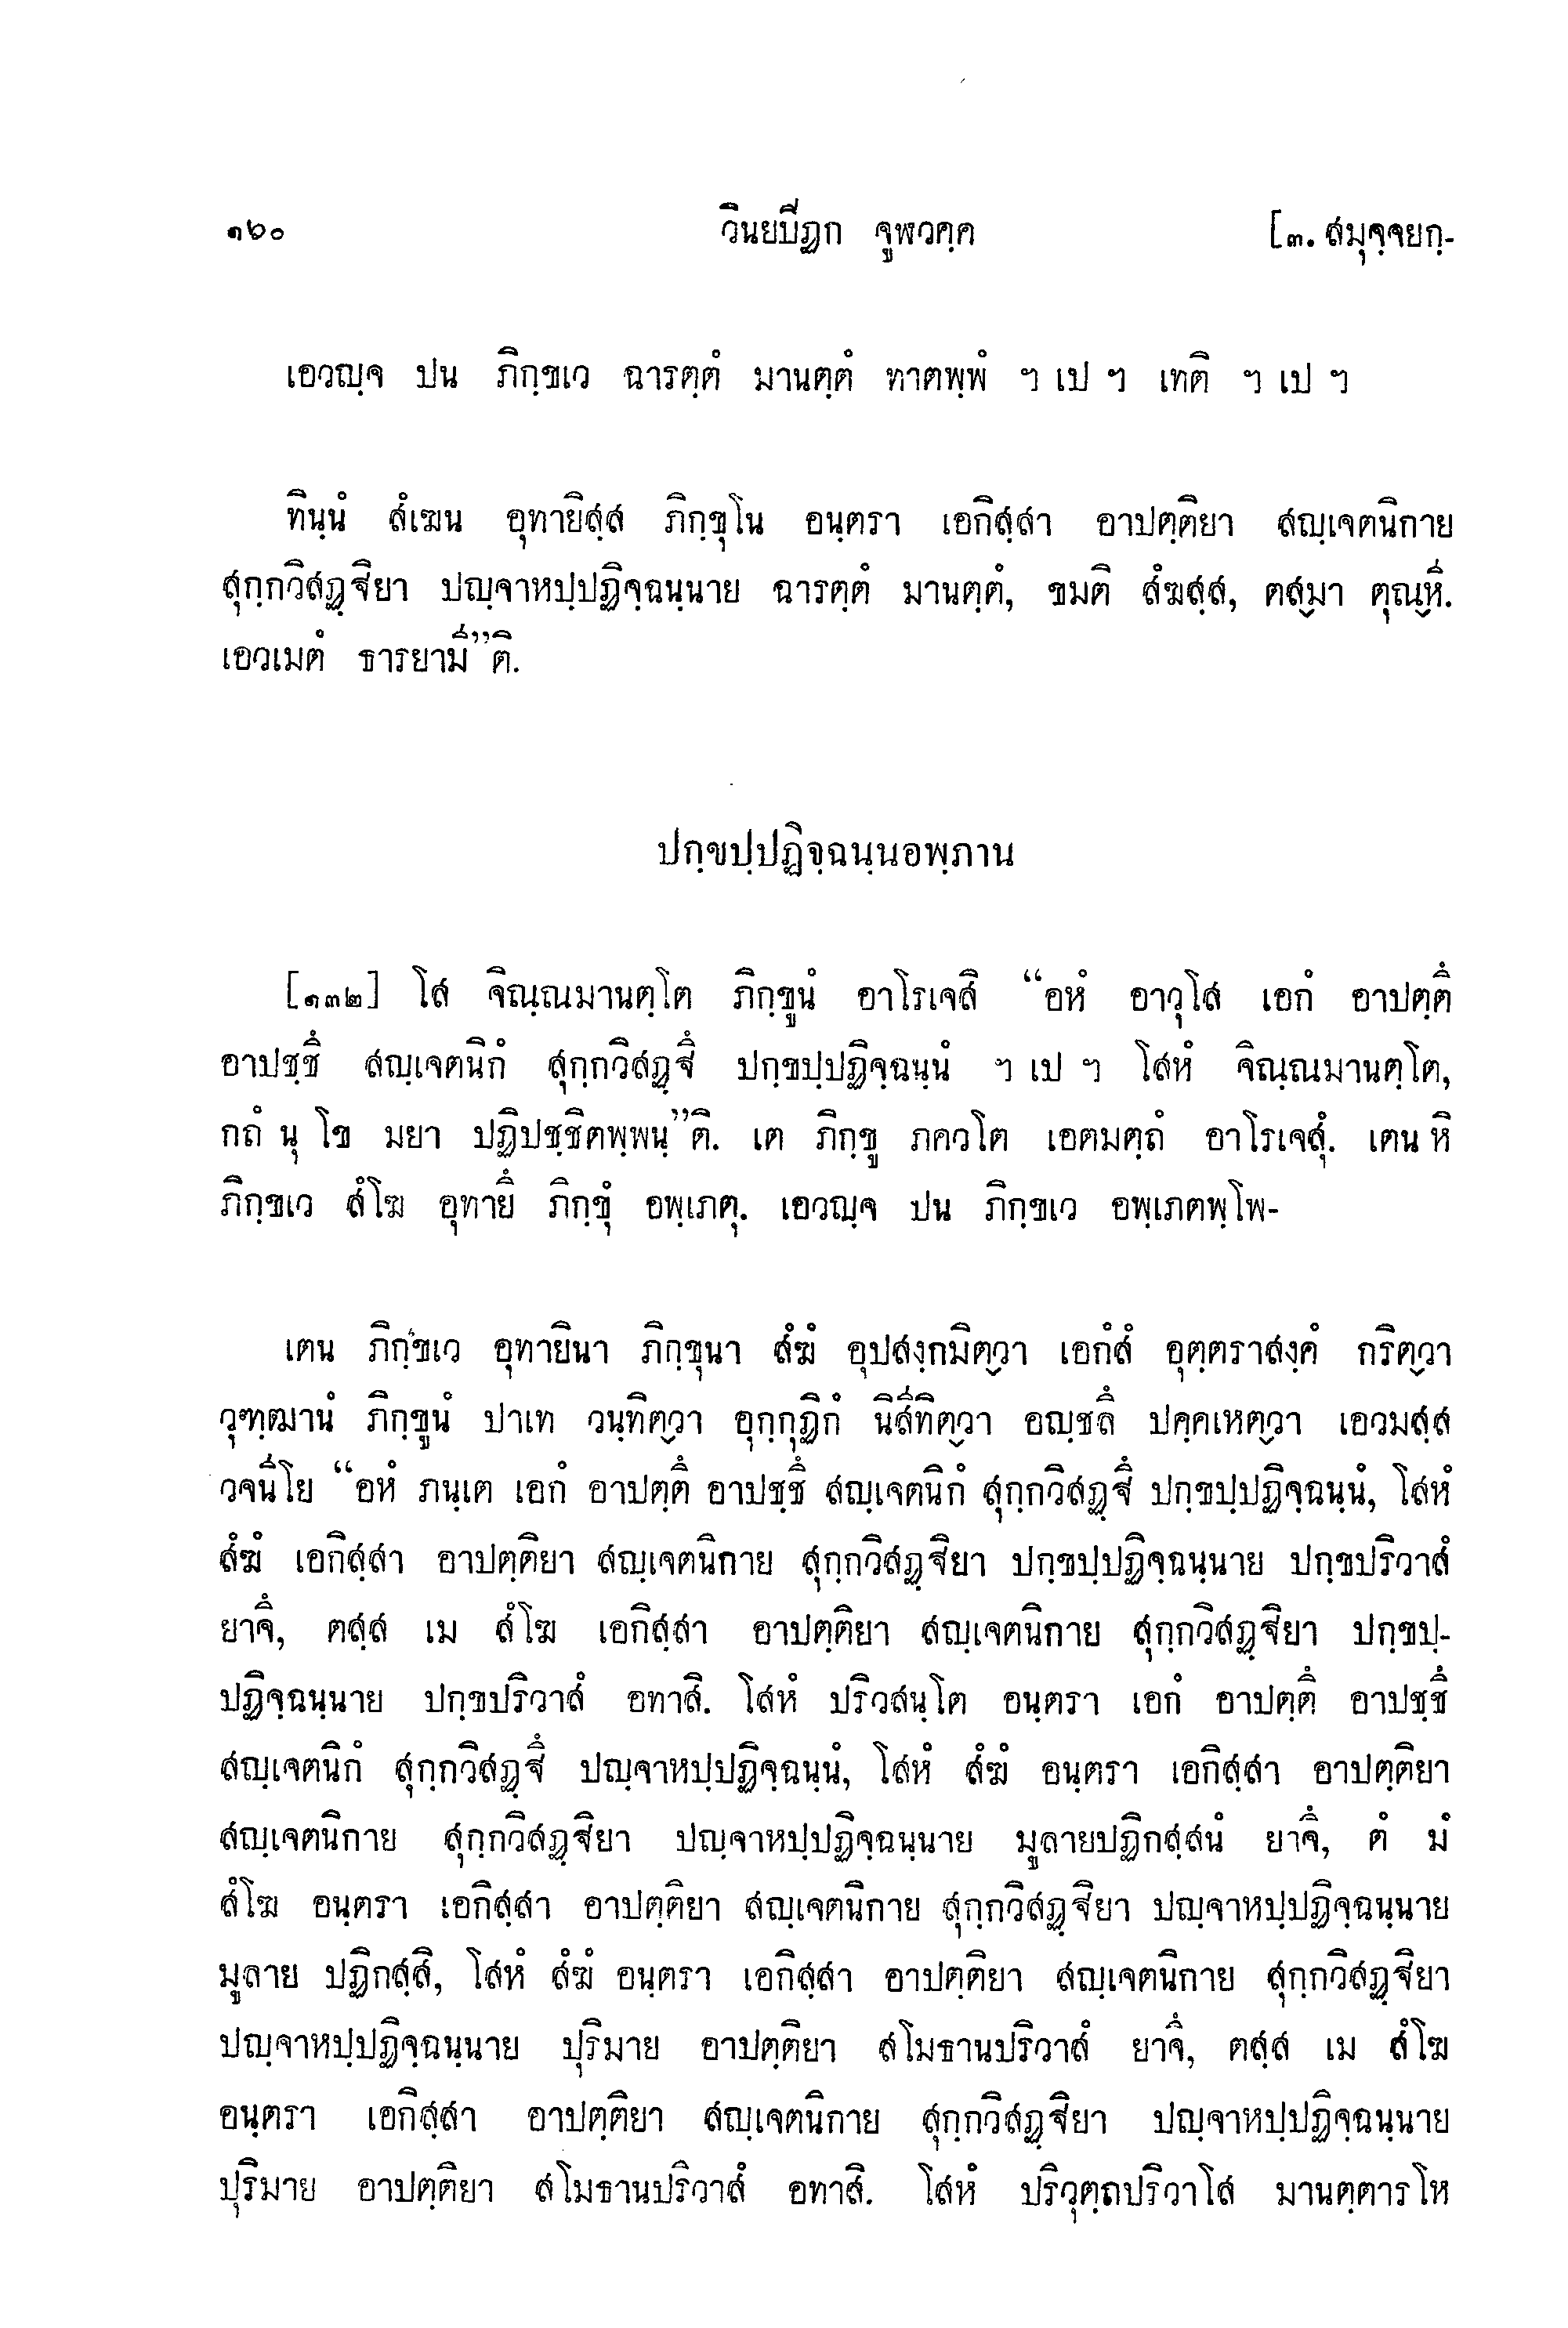 ๑๖๐ วินยปิฏก จูฬวคฺค [๓. สมุจฺจยกฺ-
เอวญฺจ ปน ภิกฺขเว ฉารตฺตํ มานตฺตํ ทาตพฺพํ ฯ เป ฯ เทติ ฯ เป ฯ
ทินฺนํ สํเฆน อุทายิสฺส ภิกฺขุโน อนฺตรา เอกิสฺสา อาปตฺติยา สญฺเจตนิกาย
สุกฺกวิสฏฺฐิยา ปญฺจาหปฺปฏิจฺฉนฺนาย ฉารตฺตํ มานตฺตํ, ขมติ สํฆสฺส, ตสฺมา ตุณฺหี.
เอวเมตํ ธารยามี”ติ.
ปกฺขปฺปฏิจฺฉนฺนอพฺภาน
[๑๓๒] โส จิณฺณมานตฺโต ภิกฺขูนํ อาโรเจสิ “อหํ อาวุโส เอกํ อาปตฺตึ
อาปชฺชึ สญฺเจตนิกํ สุกฺกวิสฏฺฐึ ปกฺขปฺปฏิจฺฉนฺนํ ฯ เป ฯ โสหํ จิณฺณมานตฺโต,
กถํ นุ โข มยา ปฏิปชฺชิตพฺพนฺ”ติ. เต ภิกฺขู ภควโต เอตมตฺถํ อาโรเจสุํ. เตน หิ
ภิกฺขเว สํโฆ อุทายึ ภิกฺขุํ อพฺเภตุ. เอวญฺจ ปน ภิกฺขเว อพฺเภตพฺโพ-
เตน ภิกฺขเว อุทายินา ภิกฺขุนา สํฆํ อุปสงฺกมิตฺวา เอกํสํ อุตฺตราสงฺคํ กริตฺวา
วุฑฺฒานํ ภิกฺขูนํ ปาเท วนฺทิตฺวา อุกฺกุฏิกํ นิสีทิตฺวา อญฺชลึ ปคฺคเหตฺวา เอวมสฺส
วจนีโย “อหํ ภนฺเต เอกํ อาปตฺตึ อาปชฺชึ สญฺเจตนิกํ สุกฺกวิสฏฺฐึ ปกฺขปฺปฏิจฺฉนฺนํ, โสหํ
สํฆํ เอกิสฺสา อาปตฺติยา สญฺเจตนิกาย สุกฺกวิสฏฺฐิยา ปกฺขปฺปฏิจฺฉนฺนาย ปกฺขปริวาสํ
ยาจึ, ตสฺส เม สํโฆ เอกิสฺสา อาปตฺติยา สญฺเจตนิกาย สุกฺกวิสฏฺฐิยา ปกฺขปฺ-
ปฏิจฺฉนฺนาย ปกฺขปริวาสํ อทาสิ. โสหํ ปริวสนฺโต อนฺตรา เอกํ อาปตฺตึ อาปชฺชึ
สญฺเจตนิกํ สุกฺกวิสฏฺฐึ ปญฺจาหปฺปฏิจฺฉนฺนํ, โสหํ สํฆํ อนฺตรา เอกิสฺสา อาปตฺติยา
สญฺเจตนิกาย สุกฺกวิสฏฺฐิยา ปญฺจาหปฺปฏิจฺฉนฺนาย มูลายปฏิกสฺสนํ ยาจึ, ตํ มํ
สํโฆ อนฺตรา เอกิสฺสา อาปตฺติยา สญฺเจตนิกาย สุกฺกวิสฏฺฐิยา ปญฺจาหปฺปฏิจฺฉนฺนาย
มูลาย ปฏิกสฺสิ, โสหํ สํฆํ อนฺตรา เอกิสฺสา อาปตฺติยา สญฺเจตนิกาย สุกฺกวิสฏฺฐิยา
ปญฺจาหปฺปฏิจฺฉนฺนาย ปุริมาย อาปตฺติยา สโมธานปริวาสํ ยาจึ, ตสฺส เม สํโฆ
อนฺตรา เอกิสฺสา อาปตฺติยา สญฺเจตนิกาย สุกฺกวิสฏฺฐิยา ปญฺจาหปฺปฏิจฺฉนฺนาย
ปุริมาย อาปตฺติยา สโมธานปริวาสํ อทาสิ. โสหํ ปริวุตฺถปริวาโส มานตฺตารโห